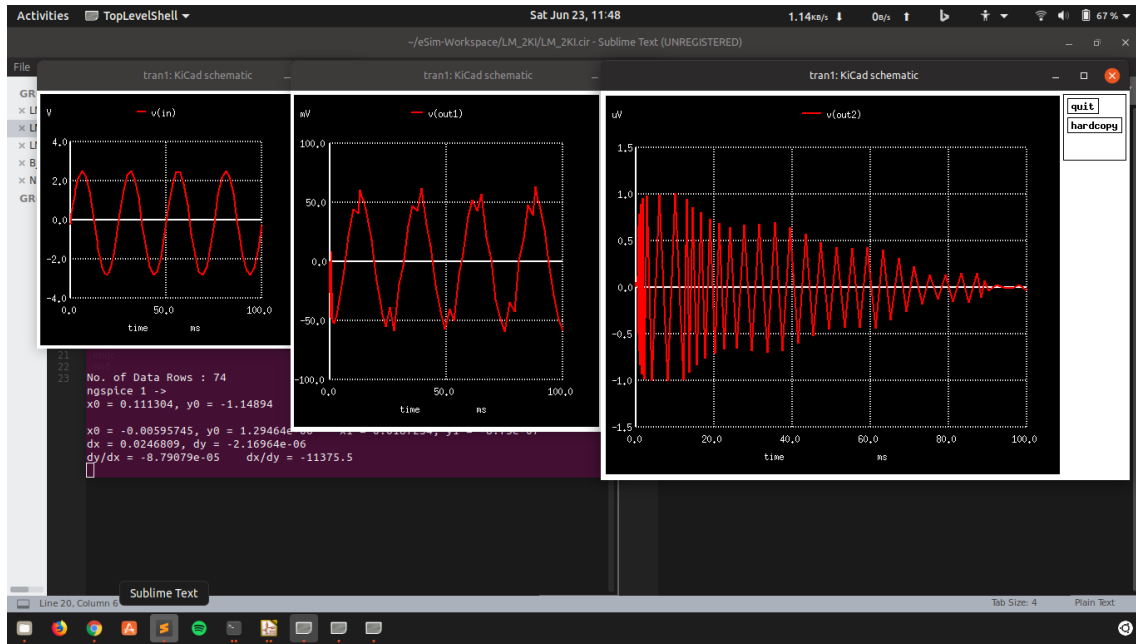 Activities TopLevelShell Sat Jun 23, 11:48 1.14KB/s 0B/s 67 %
~/eSim-Workspace/LM_2KI/LM_2KI.cir - Sublime Text (UNREGISTERED)
File
tran1: KiCad schematic
tran1: KiCad schematic
tran1: KiCad schematic
GR
GR
V v(in)
4.0
2.0
0.0
-2.0
-4.0
0.0 50.0 100.0
time ms
mV v(out1)
100.0
50.0
0.0
-50.0
-100.0
0.0 50.0 100.0
time ms
uV v(out2)
1.5
1.0
0.5
0.0
-0.5
-1.0
-1.5
0.0 20.0 40.0 60.0 80.0 100.0
time ms
quit
hardcopy
21
22
23
No. of Data Rows : 74
ngspice 1 ->
x0 = 0.111304, y0 = -1.14894
x0 = -0.00595745, y0 = 1.29464
dx = 0.0246809, dy = -2.16964e-06
dy/dx = -8.79079e-05 dx/dy = -11375.5
Sublime Text
Line 20, Column 6 Tab Size: 4 Plain Text